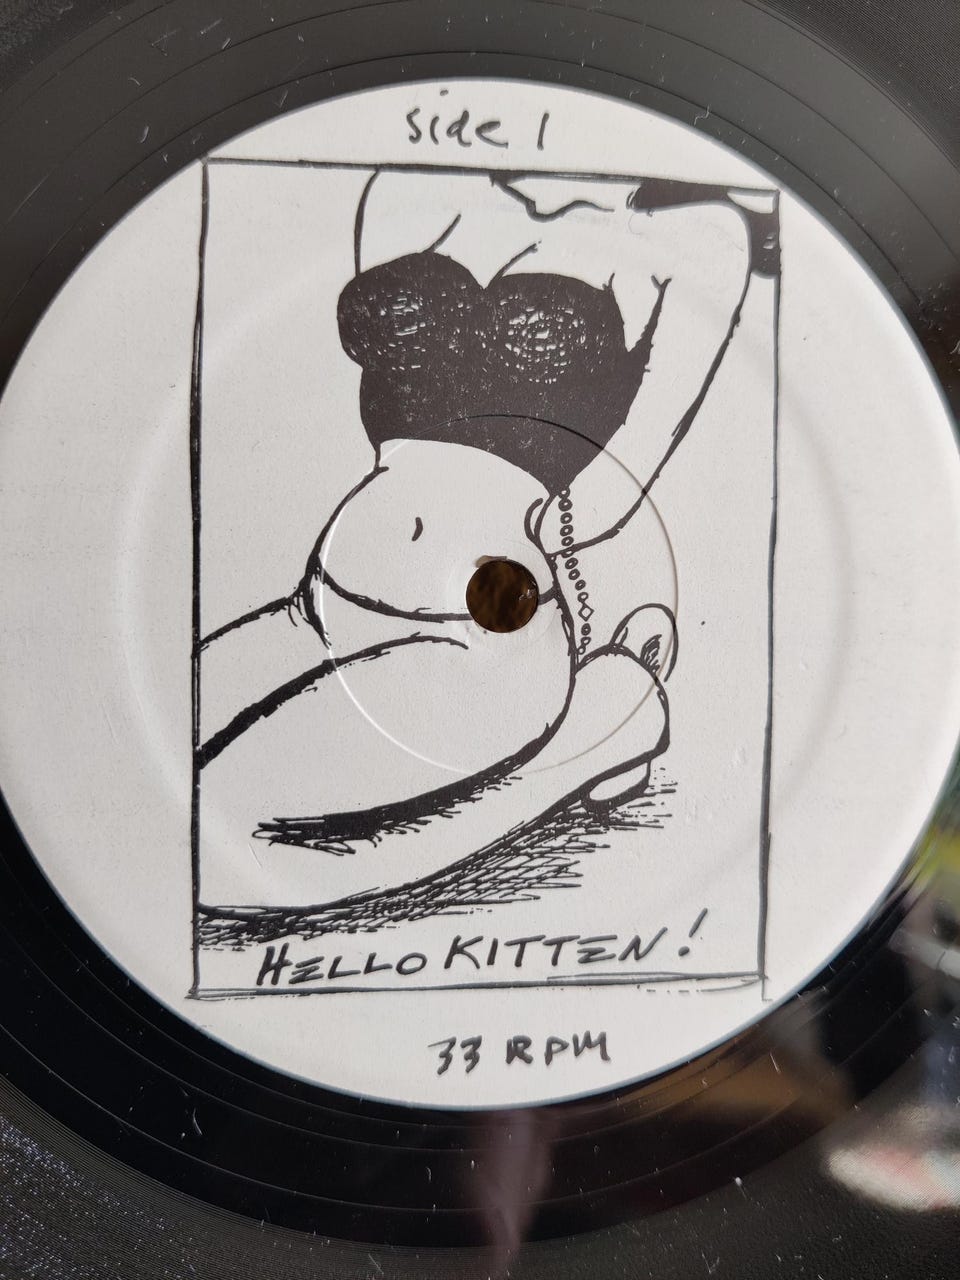 side 1
HELLO KITTEN!
33 RPM